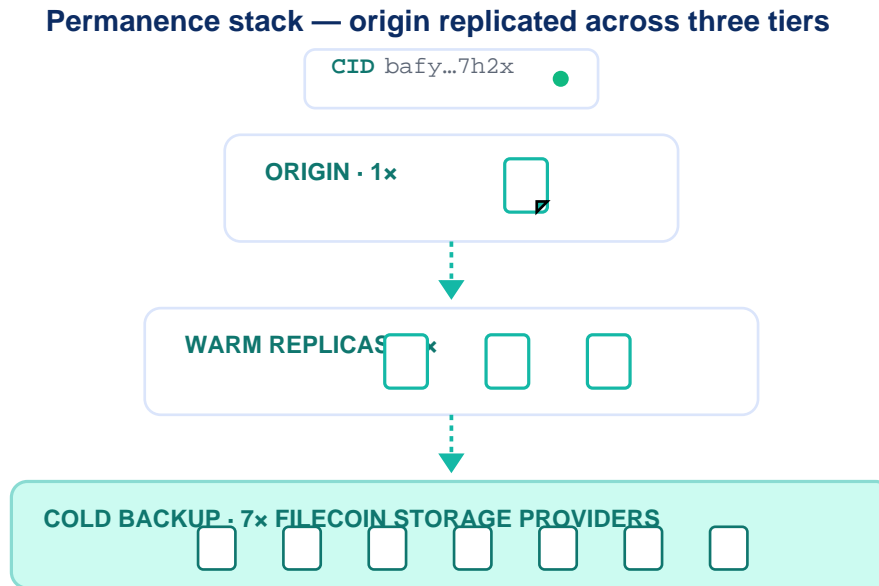 Permanence stack — origin replicated across three tiers
CID bafy…7h2x
ORIGIN · 1×
WARM REPLICAS ×
COLD BACKUP · 7× FILECOIN STORAGE PROVIDERS